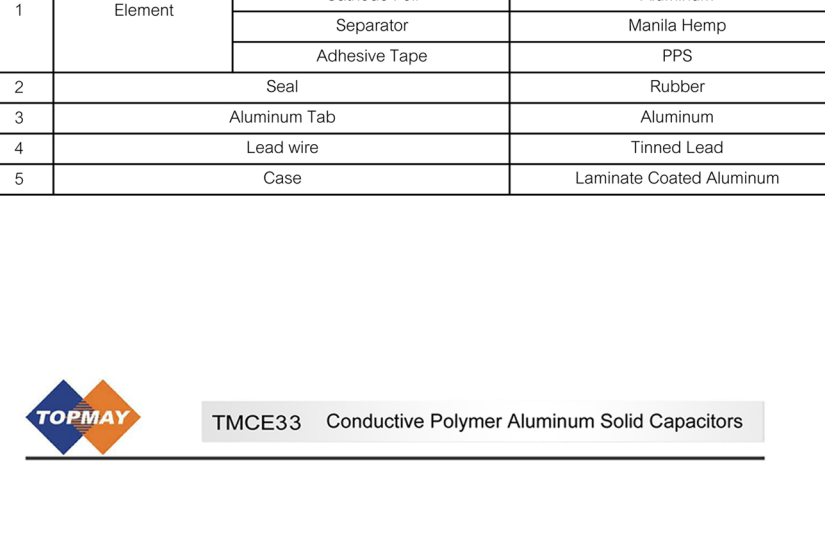 1 Element
Separator Manila Hemp
Adhesive Tape PPS
2 Seal Rubber
3 Aluminum Tab Aluminum
4 Lead wire Tinned Lead
5 Case Laminate Coated Aluminum
TOPMAY
TMCE33 Conductive Polymer Aluminum Solid Capacitors